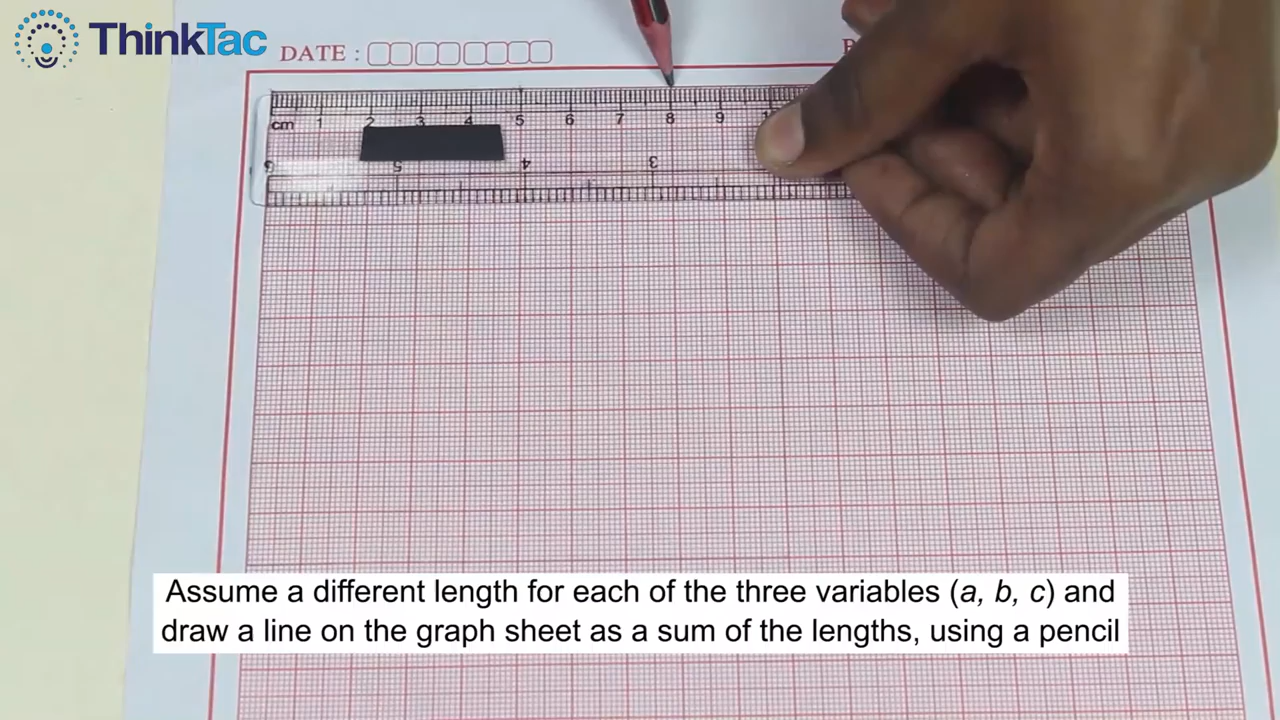 ThinkTac
DATE :
cm 1 2 3 4 5 6 7 8 9
6 5 4 3
Assume a different length for each of the three variables (a, b, c) and
draw a line on the graph sheet as a sum of the lengths, using a pencil